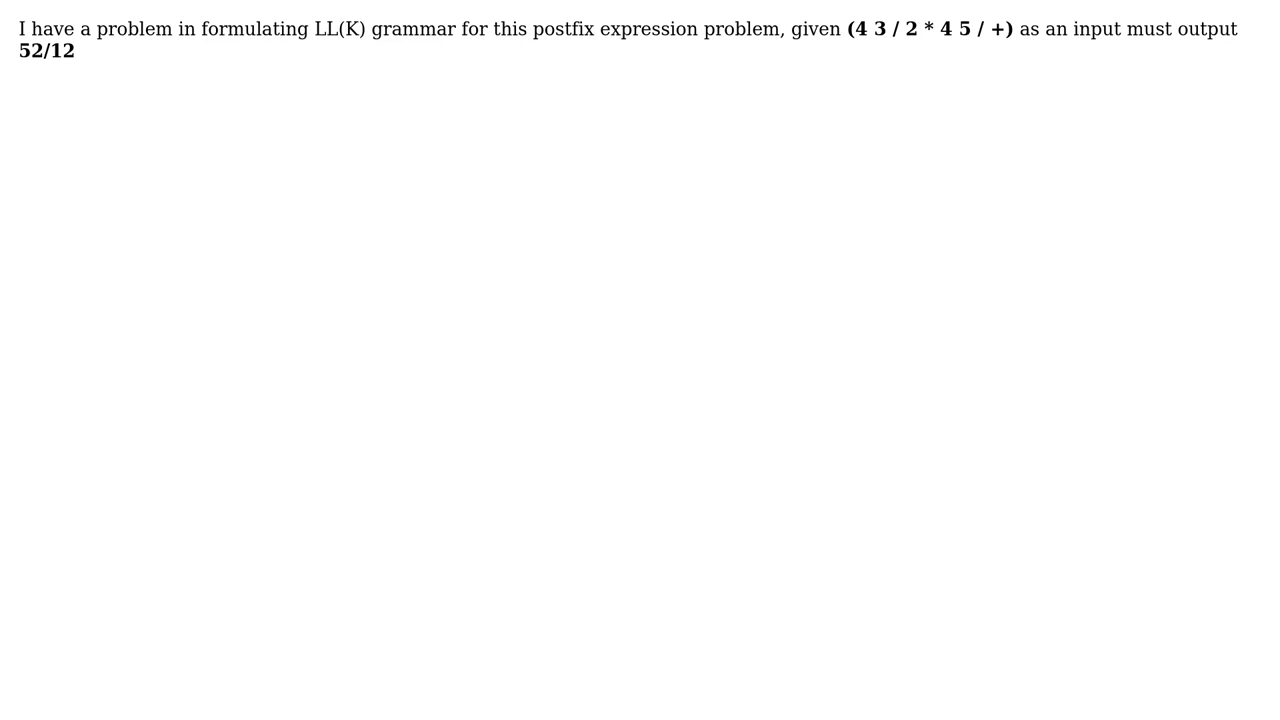 I have a problem in formulating LL(K) grammar for this postfix expression problem, given (4 3 / 2 * 4 5 / +) as an input must output
52/12